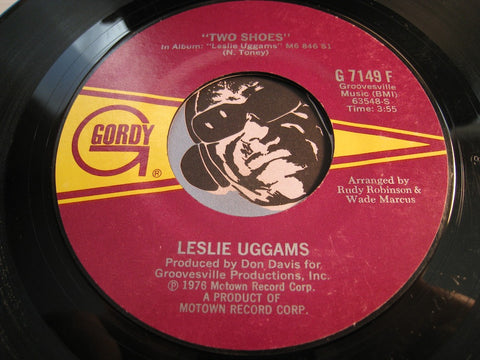 "TWO SHOES"
In Album: "Leslie Uggams" M6 846 S1
(N. Toney)
G 7149 F
Groovesville
Music (BMI)
63548-S
Time: 3:55
GORDY
®
Arranged by
Rudy Robinson &
Wade Marcus
LESLIE UGGAMS
Produced by Don Davis for
Groovesville Productions, Inc.
℗ 1976 Motown Record Corp.
A PRODUCT OF
MOTOWN RECORD CORP.